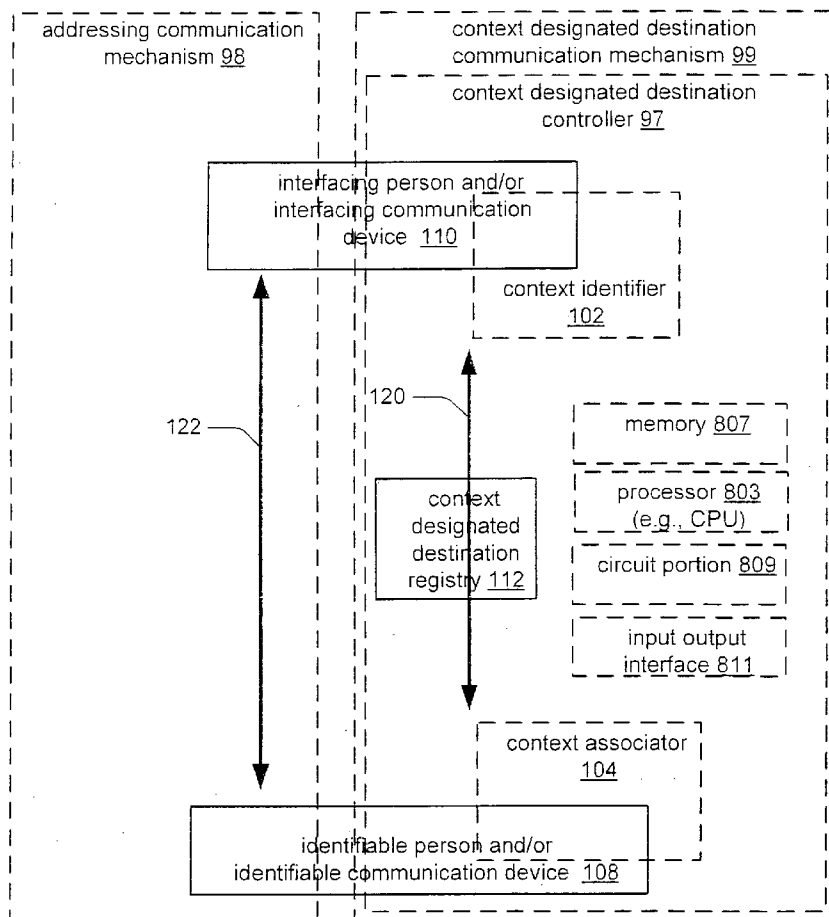 addressing communication
mechanism 98
context designated destination
communication mechanism 99
context designated destination
controller 97
interfacing person and/or
interfacing communication
device 110
context identifier
102
120
122
memory 807
processor 803
(e.g., CPU)
context
designated
destination
registry 112
circuit portion 809
input output
interface 811
context associator
104
identifiable person and/or
identifiable communication device 108